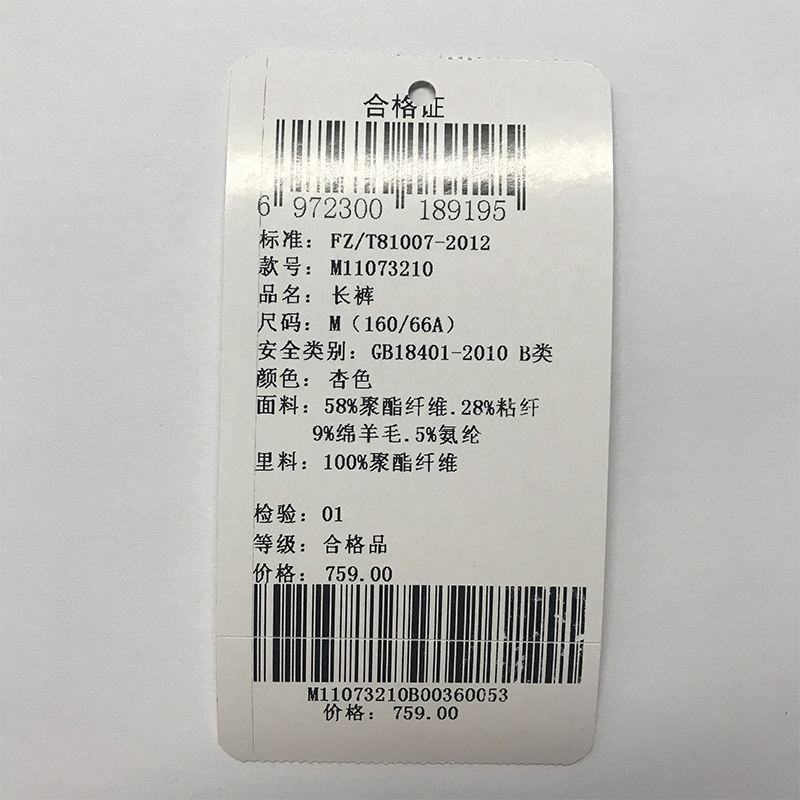 合格证
6 972300 189195
标准：FZ/T81007-2012
款号：M11073210
品名：长裤
尺码：M（160/66A）
安全类别：GB18401-2010 B类
颜色：杏色
面料：58%聚酯纤维.28%粘纤
9%绵羊毛.5%氨纶
里料：100%聚酯纤维
检验：01
等级：合格品
价格：759.00
M11073210B00360053
价格：759.00